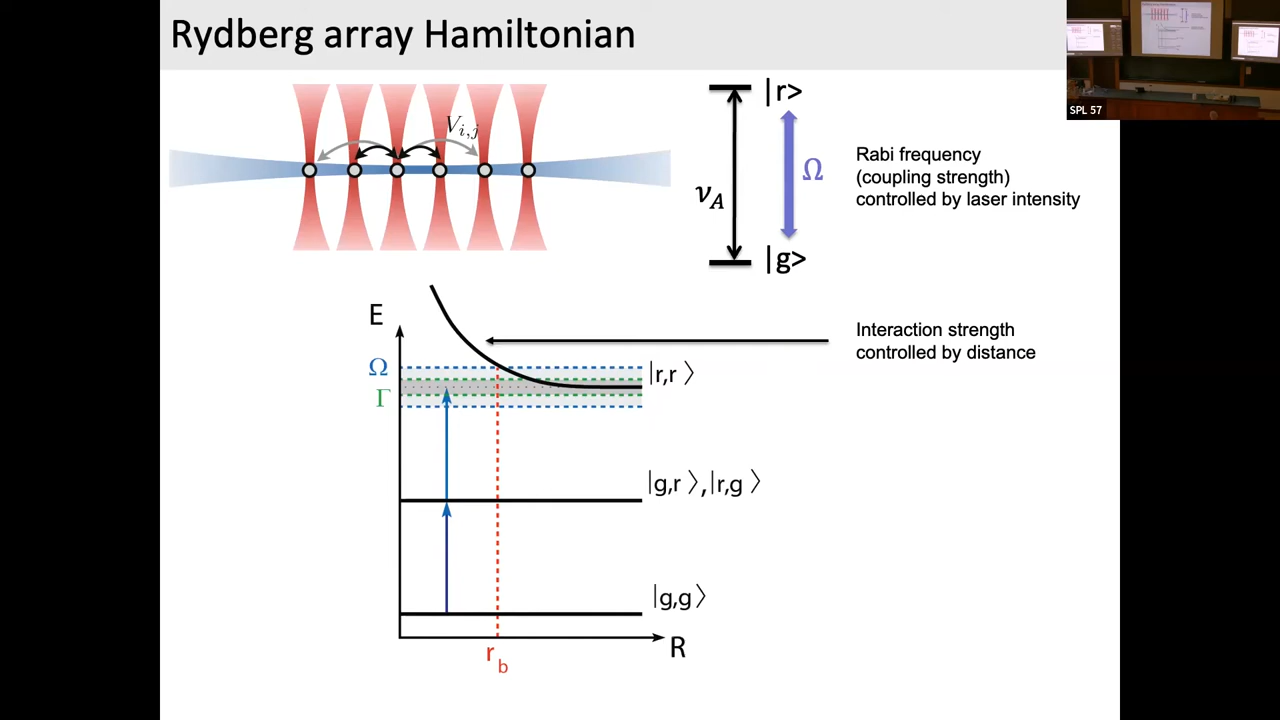 Rydberg array Hamiltonian
SPL 57
V_{i,j}
|r>
ν_A
Ω
|g>
Rabi frequency
(coupling strength)
controlled by laser intensity
E
Interaction strength
controlled by distance
Ω
Γ
|r,r⟩
|g,r⟩,|r,g⟩
|g,g⟩
R
r_b